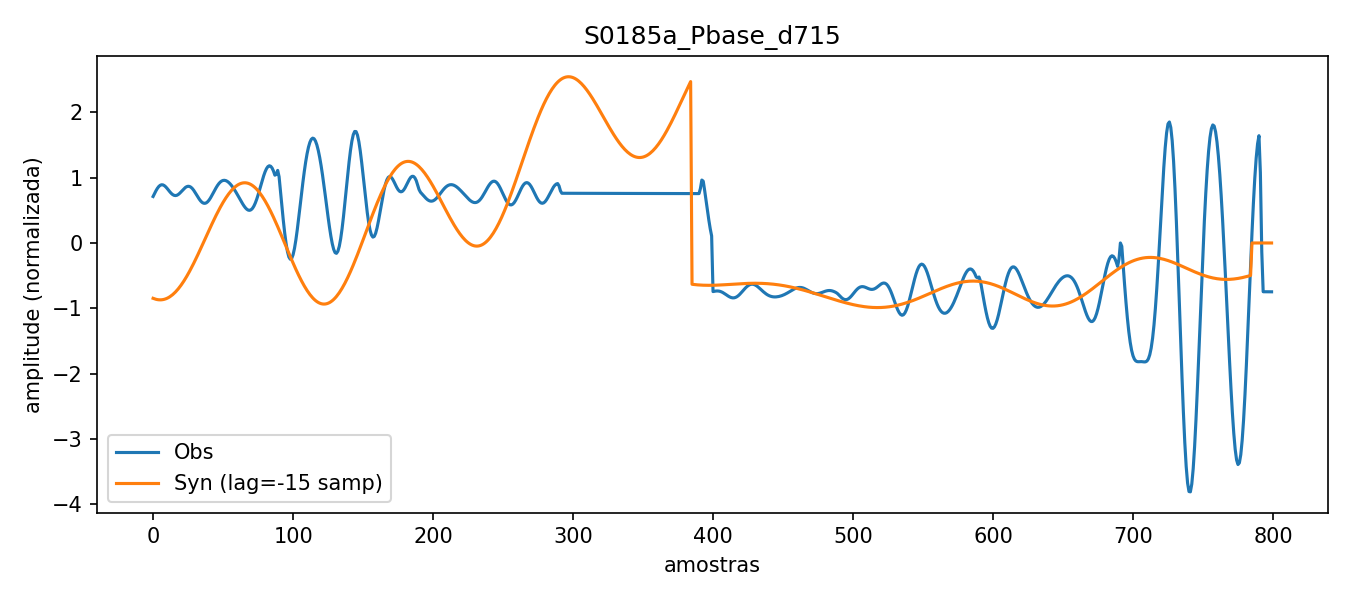 S0185a_Pbase_d715
amplitude (normalizada)
2
1
0
−1
−2
−3
−4
Obs
Syn (lag=-15 samp)
0 100 200 300 400 500 600 700 800
amostras